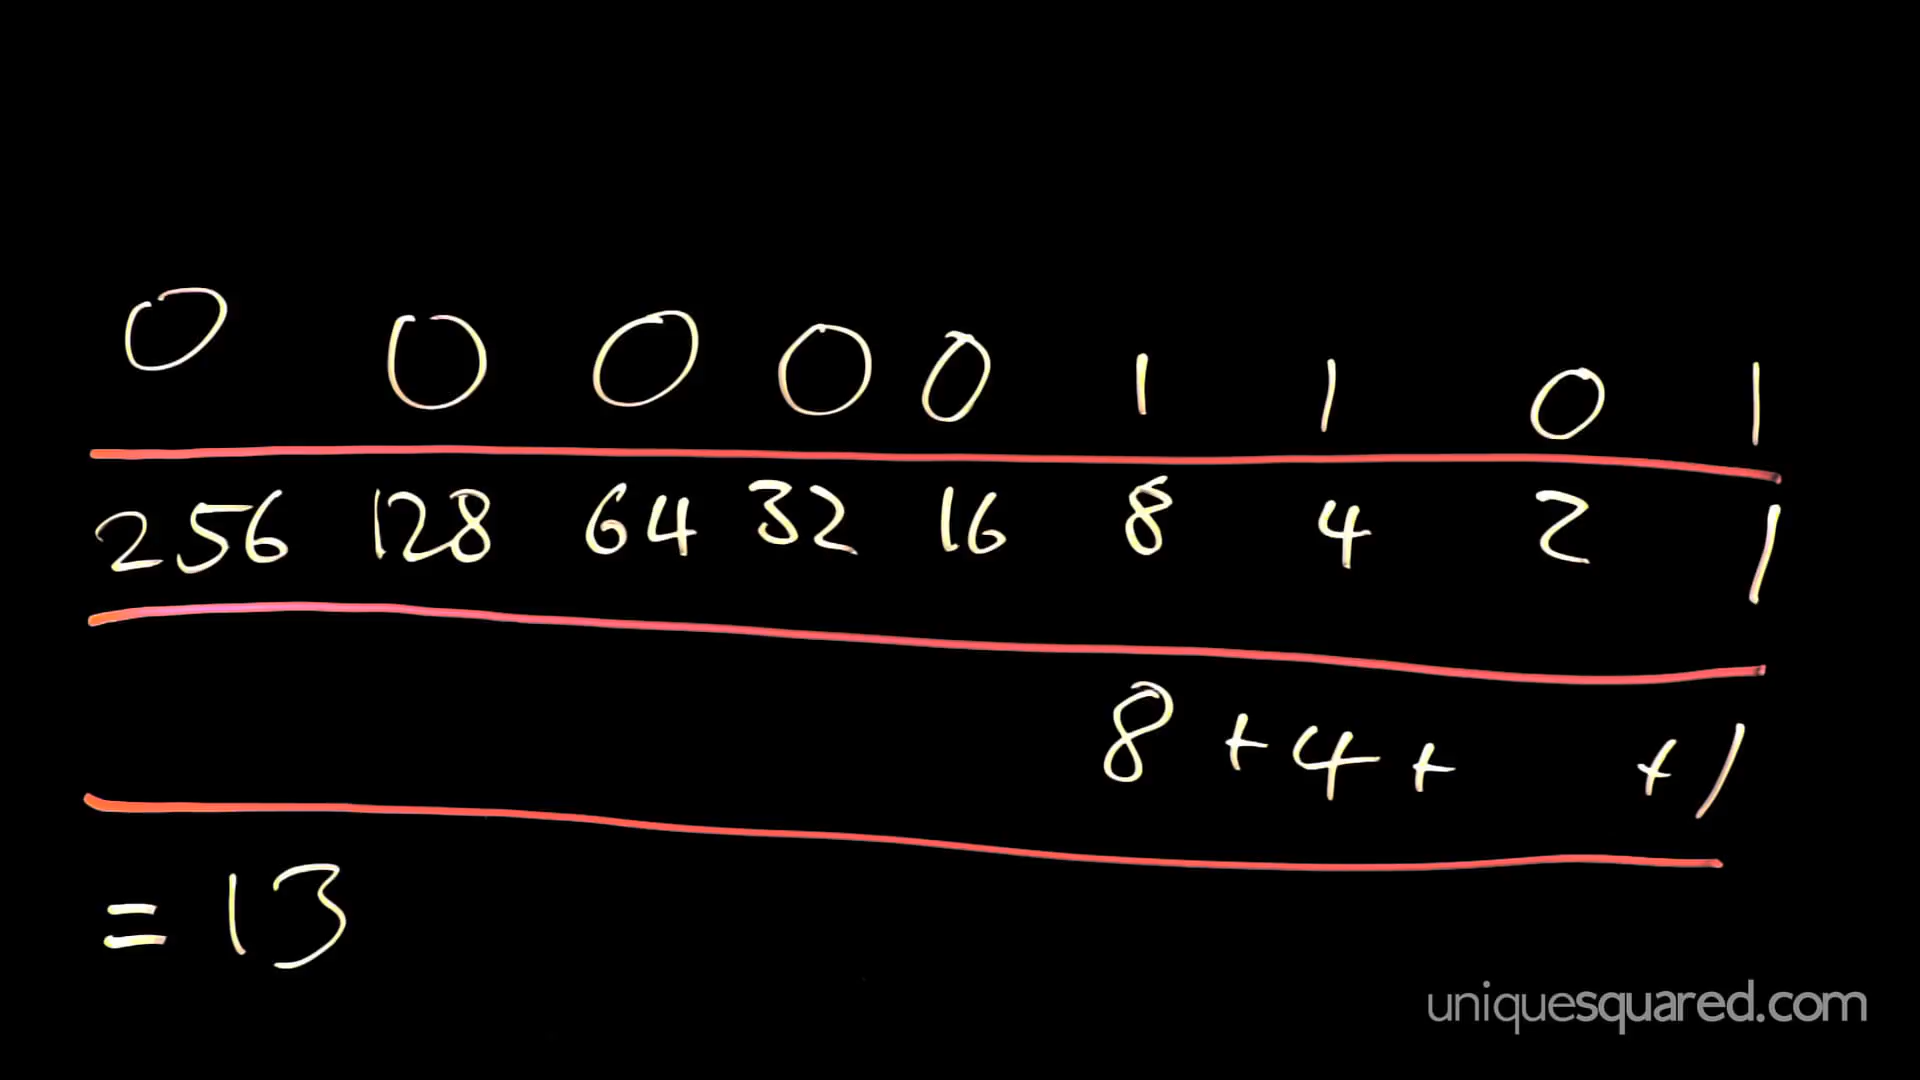 0 0 0 0 0 1 1 0 1
256 128 64 32 16 8 4 2 1
8 + 4 + + 1
= 13
uniquesquared.com